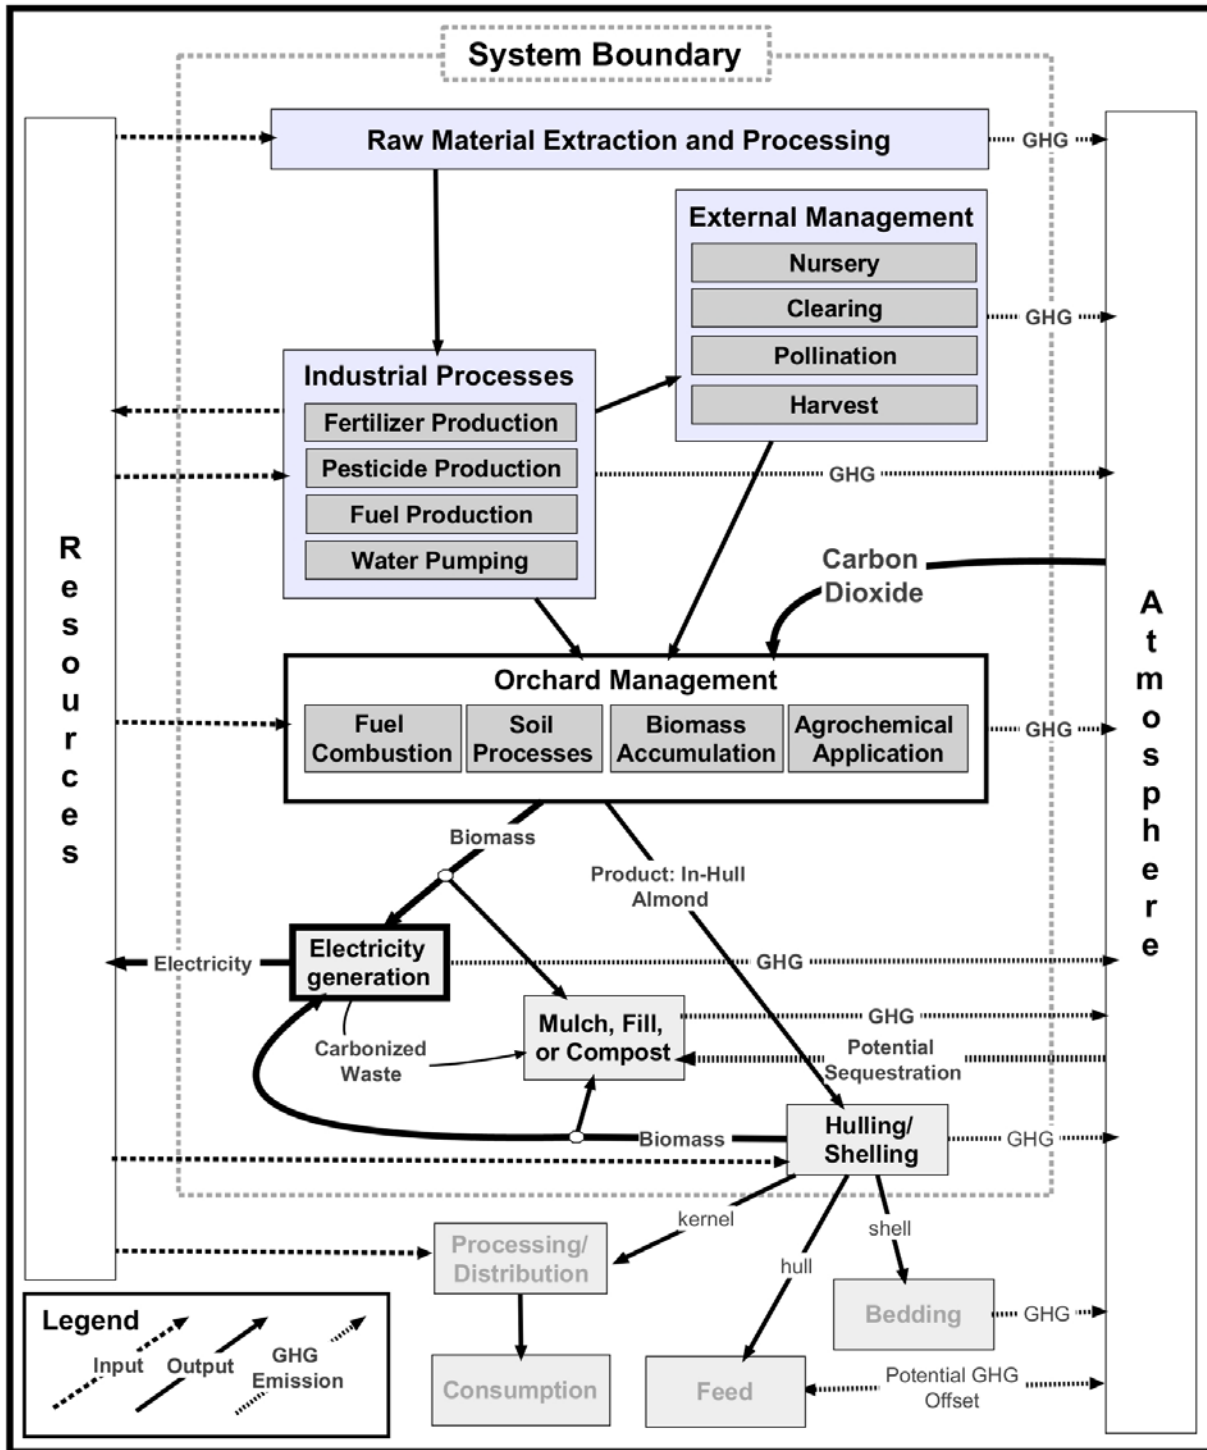 System Boundary
Raw Material Extraction and Processing
GHG
External Management
Nursery
Clearing
Pollination
Harvest
GHG
Industrial Processes
Fertilizer Production
Pesticide Production
Fuel Production
Water Pumping
GHG
Resources
Atmosphere
Carbon
Dioxide
Orchard Management
Fuel
Combustion
Soil
Processes
Biomass
Accumulation
Agrochemical
Application
GHG
Biomass
Product: In-Hull
Almond
Electricity
generation
Electricity
GHG
Mulch, Fill,
or Compost
GHG
Carbonized
Waste
Potential
Sequestration
Biomass
Hulling/
Shelling
GHG
kernel
shell
hull
Processing/
Distribution
Bedding
GHG
Consumption
Feed
Potential GHG
Offset
Legend
Input
Output
GHG
Emission